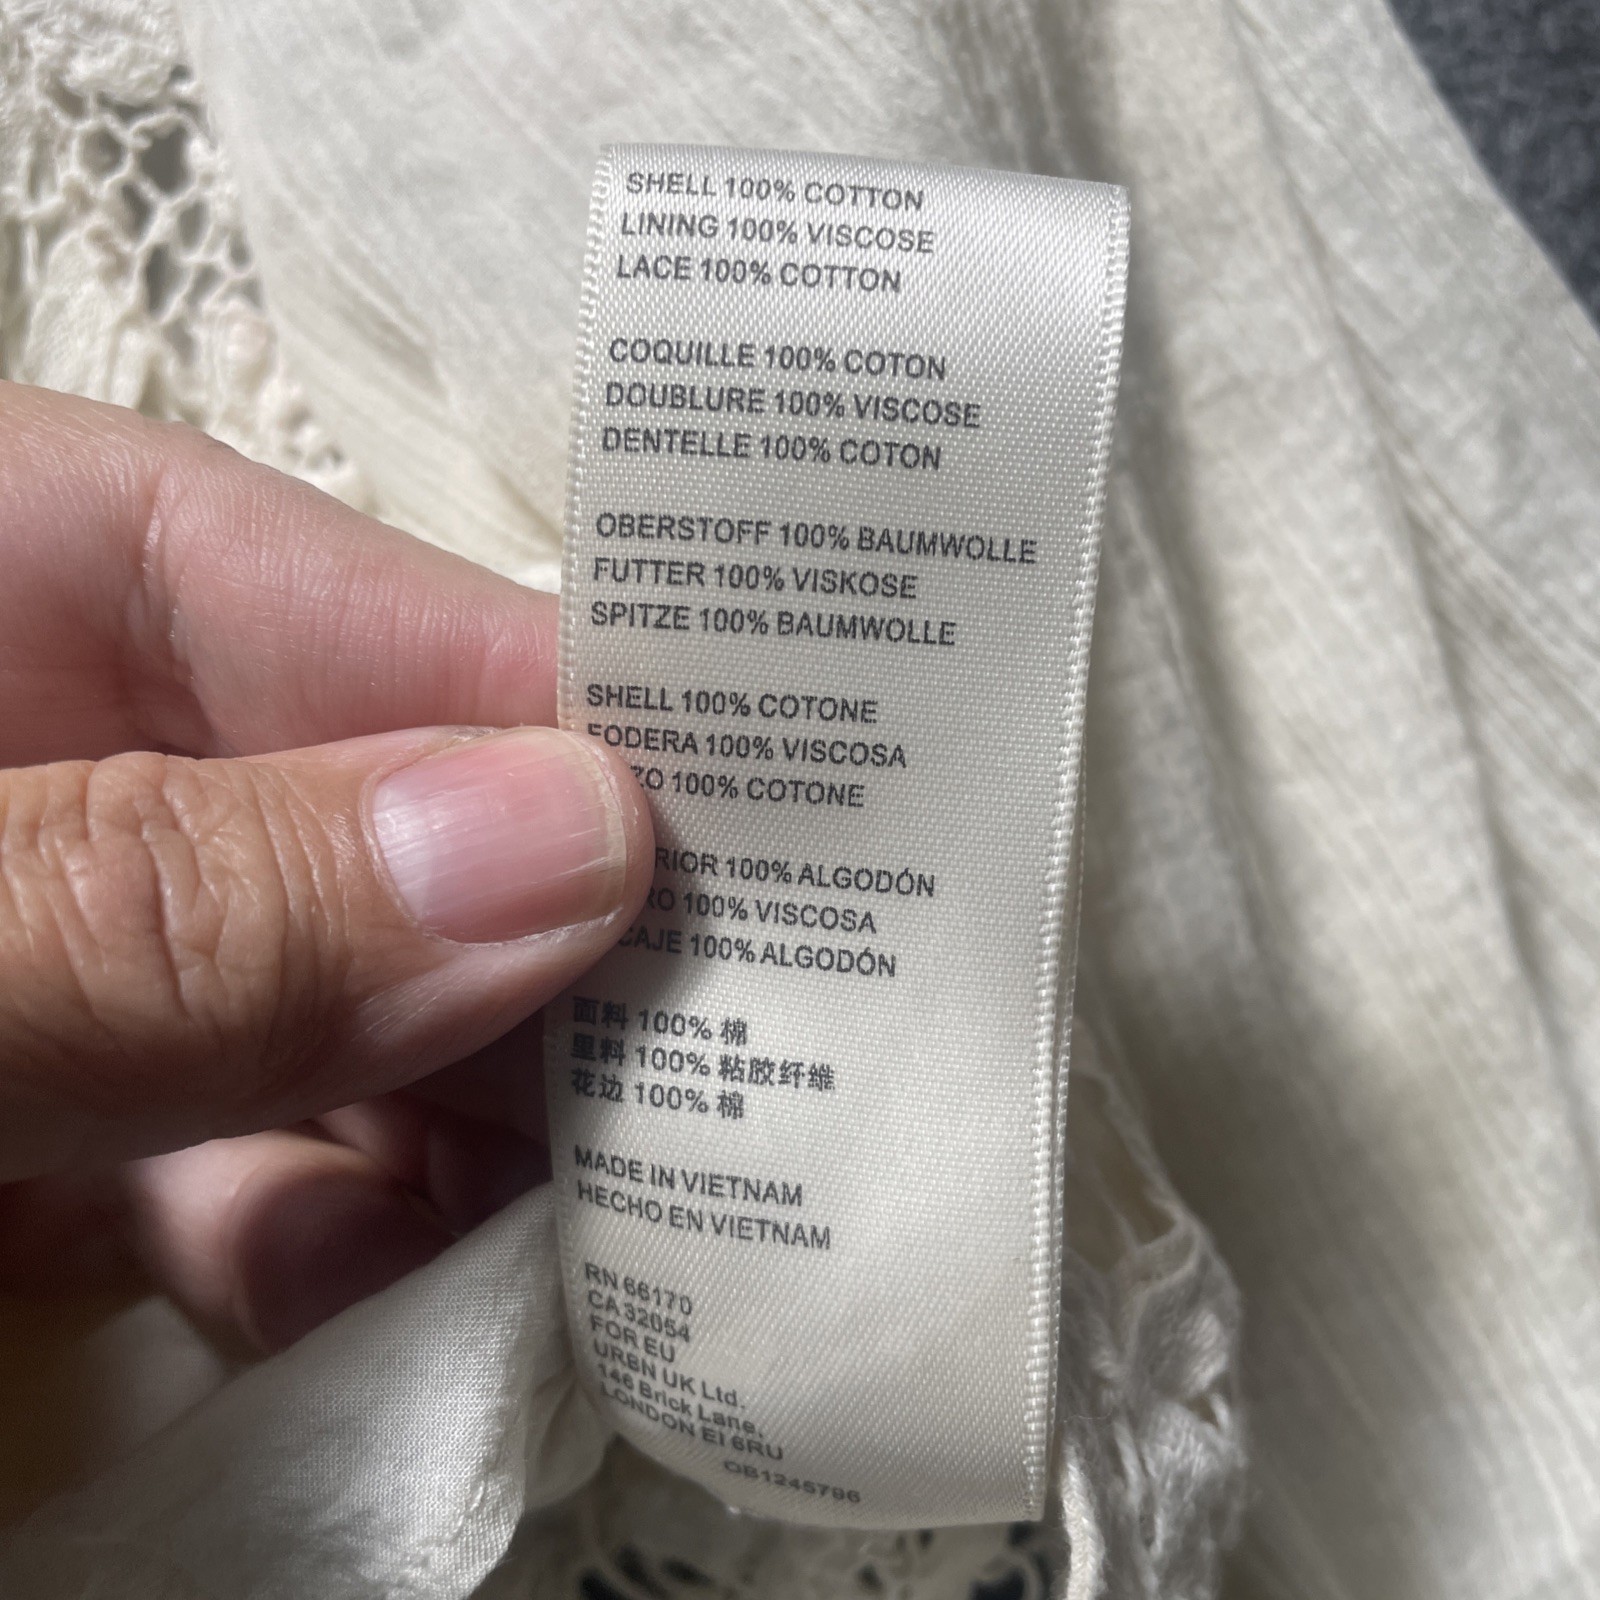 SHELL 100% COTTON
LINING 100% VISCOSE
LACE 100% COTTON
COQUILLE 100% COTON
DOUBLURE 100% VISCOSE
DENTELLE 100% COTON
OBERSTOFF 100% BAUMWOLLE
FUTTER 100% VISKOSE
SPITZE 100% BAUMWOLLE
SHELL 100% COTONE
FODERA 100% VISCOSA
100% COTONE
100% ALGODÓN
100% VISCOSA
100% ALGODÓN
面料 100% 棉
里料 100% 粘胶纤维
花边 100% 棉
MADE IN VIETNAM
HECHO EN VIETNAM
RN 66170
CA 32054
FOR EU
URBN UK Ltd.
146 Brick Lane,
LONDON EI 6RU
OB1245796